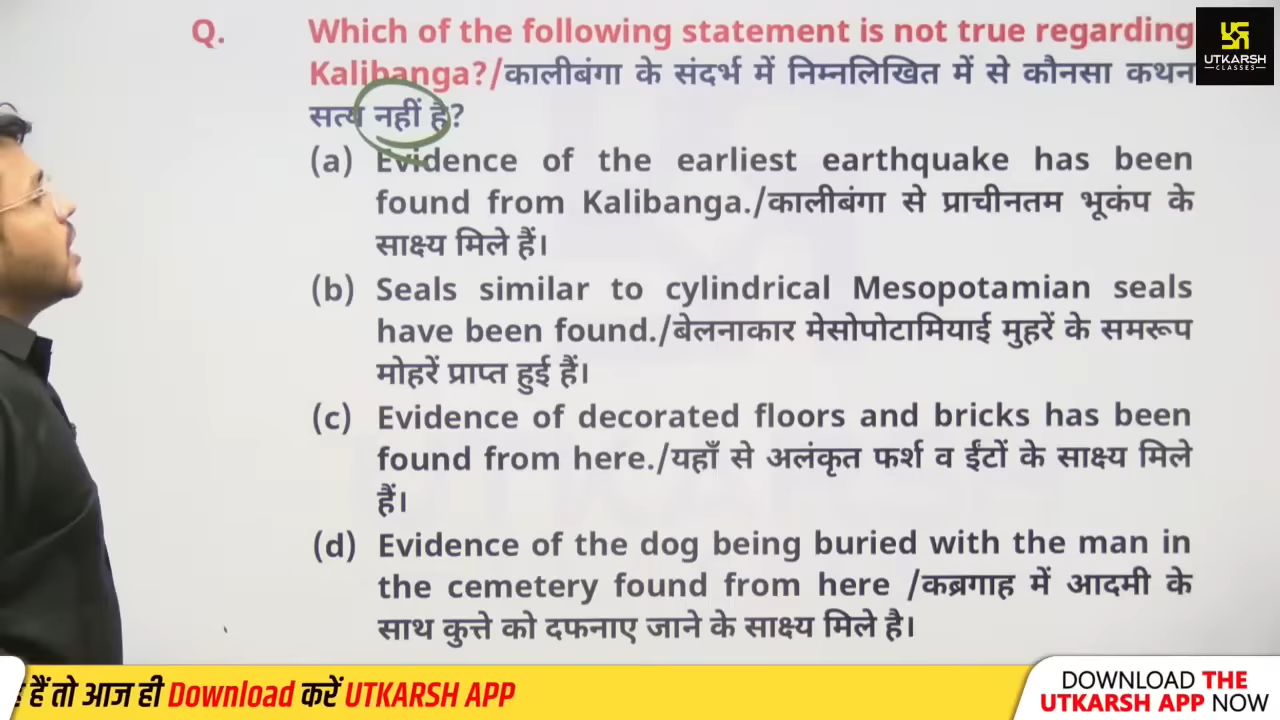 Q. Which of the following statement is not true regarding
Kalibanga?/कालीबंगा के संदर्भ में निम्नलिखित में से कौनसा कथन
सत्य नहीं है?
(a) Evidence of the earliest earthquake has been
found from Kalibanga./कालीबंगा से प्राचीनतम भूकंप के
साक्ष्य मिले हैं।
(b) Seals similar to cylindrical Mesopotamian seals
have been found./बेलनाकार मेसोपोटामियाई मुहरें के समरूप
मोहरें प्राप्त हुई हैं।
(c) Evidence of decorated floors and bricks has been
found from here./यहाँ से अलंकृत फर्श व ईंटों के साक्ष्य मिले
हैं।
(d) Evidence of the dog being buried with the man in
the cemetery found from here /कब्रगाह में आदमी के
साथ कुत्ते को दफनाए जाने के साक्ष्य मिले है।
UTKARSH
CLASSES
हैं तो आज ही Download करें UTKARSH APP
DOWNLOAD THE
UTKARSH APP NOW